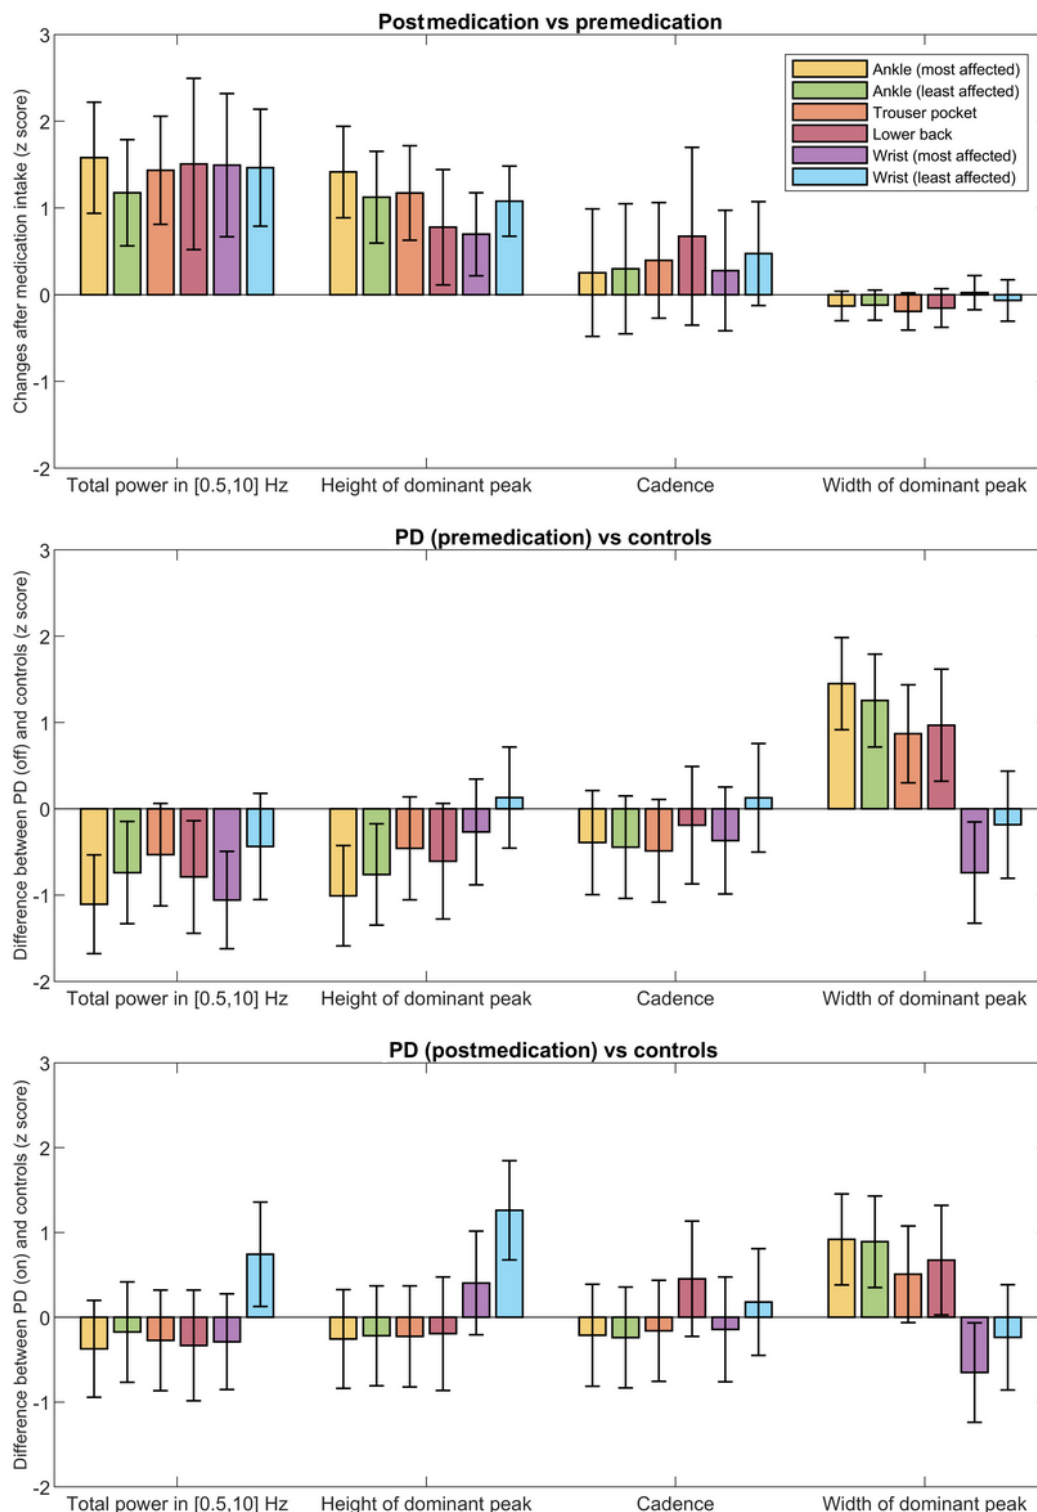 Postmedication vs premedication
3
2
1
0
-1
-2
Changes after medication intake (z score)
Ankle (most affected)
Ankle (least affected)
Trouser pocket
Lower back
Wrist (most affected)
Wrist (least affected)
Total power in [0.5,10] Hz
Height of dominant peak
Cadence
Width of dominant peak
PD (premedication) vs controls
3
2
1
0
-1
-2
Difference between PD (off) and controls (z score)
Total power in [0.5,10] Hz
Height of dominant peak
Cadence
Width of dominant peak
PD (postmedication) vs controls
3
2
1
0
-1
-2
Difference between PD (on) and controls (z score)
Total power in [0.5,10] Hz
Height of dominant peak
Cadence
Width of dominant peak